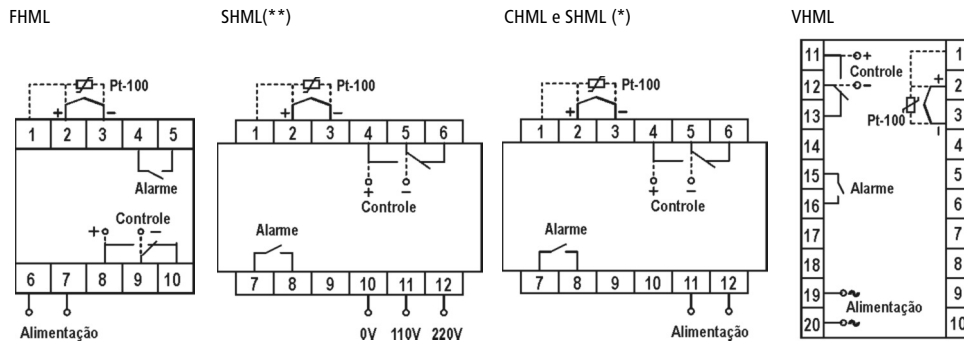 FHML
Pt-100
+ −
1 2 3 4 5
Alarme
Controle
+ −
6 7 8 9 10
Alimentação
SHML(**)
Pt-100
+ −
1 2 3 4 5 6
+ −
Controle
Alarme
7 8 9 10 11 12
0V 110V 220V
CHML e SHML (*)
Pt-100
+ −
1 2 3 4 5 6
+ −
Controle
Alarme
7 8 9 10 11 12
Alimentação
VHML
11 + 1
Controle
12 − + 2
13 Pt-100 − 3
14 4
15 5
Alarme
16 6
17 7
18 8
19 ~ 9
Alimentação
20 ~ 10